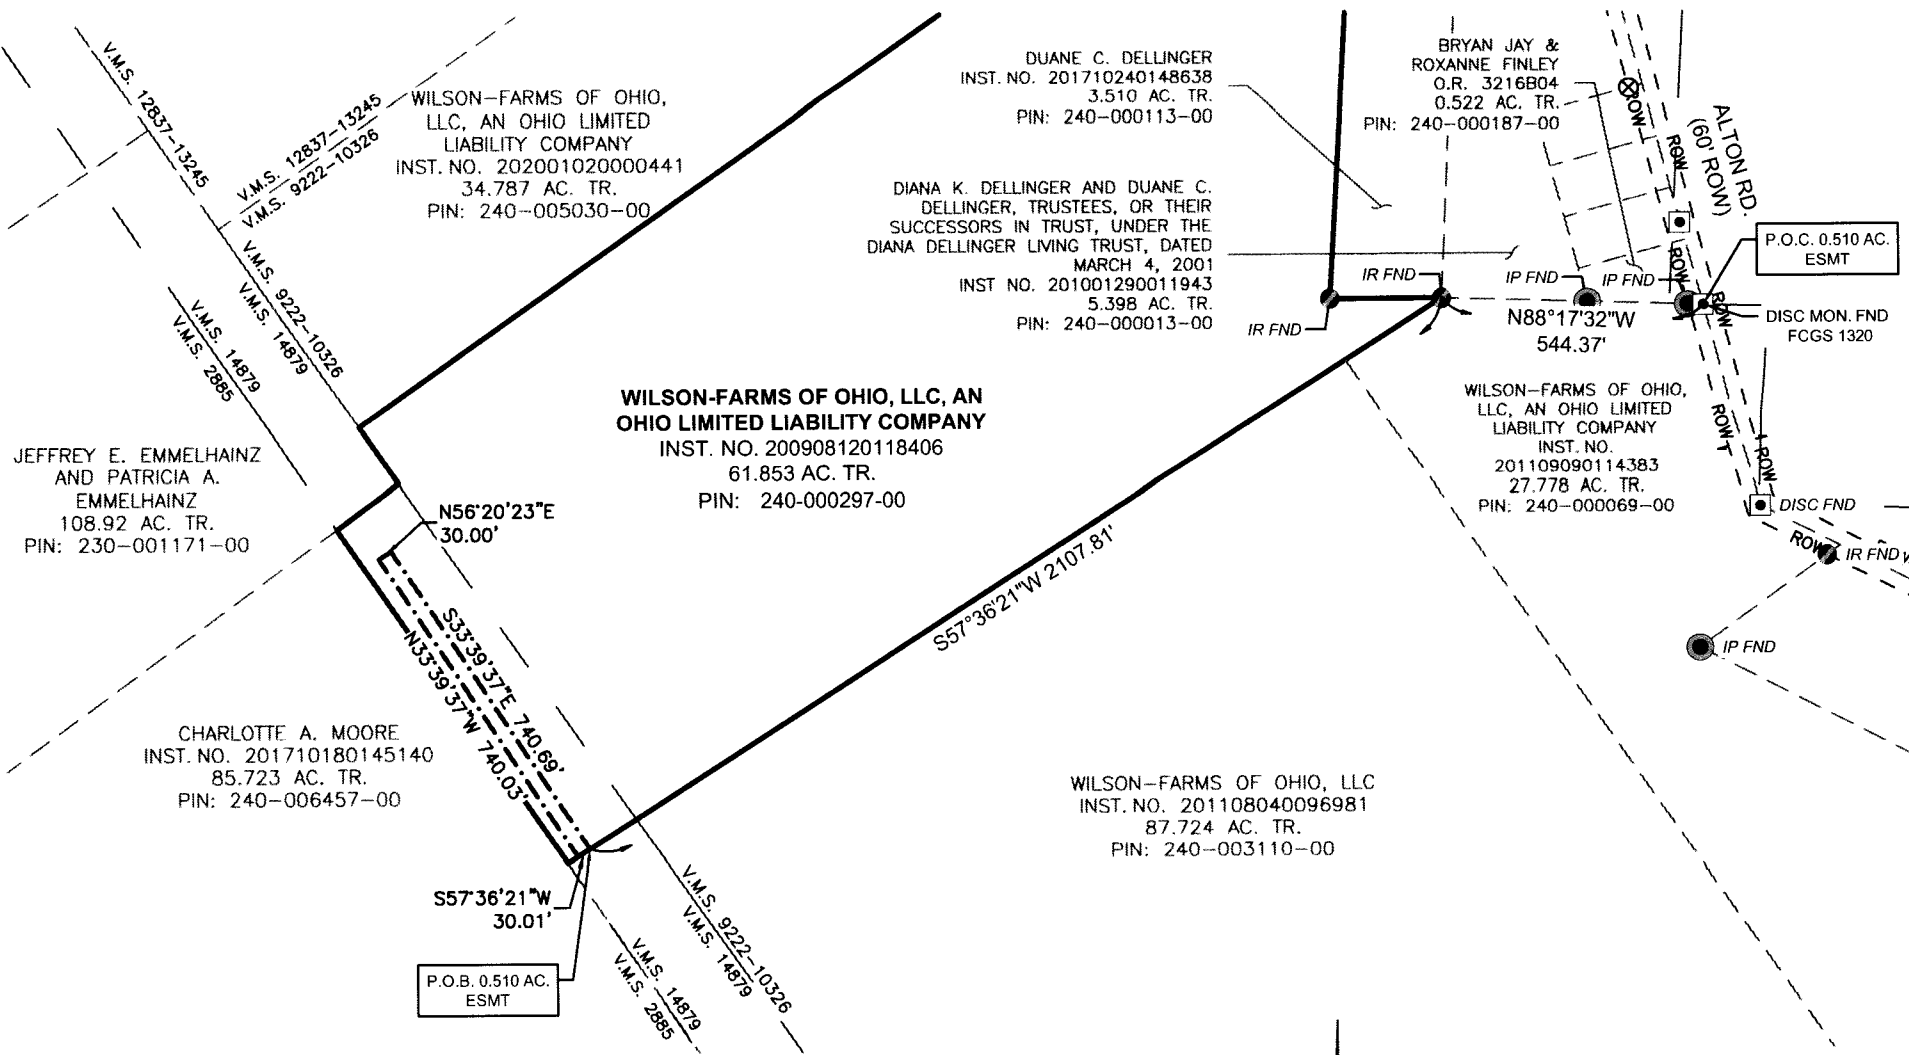 V.M.S. 12837-13245
V.M.S. 12837-13245
V.M.S. 9222-10326
WILSON-FARMS OF OHIO,
LLC, AN OHIO LIMITED
LIABILITY COMPANY
INST. NO. 202001020000441
34.787 AC. TR.
PIN: 240-005030-00
DUANE C. DELLINGER
INST. NO. 201710240148638
3.510 AC. TR.
PIN: 240-000113-00
BRYAN JAY &
ROXANNE FINLEY
O.R. 3216B04
0.522 AC. TR.
PIN: 240-000187-00
ROW
ROW
ALTON RD.
(60' ROW)
DIANA K. DELLINGER AND DUANE C.
DELLINGER, TRUSTEES, OR THEIR
SUCCESSORS IN TRUST, UNDER THE
DIANA DELLINGER LIVING TRUST, DATED
MARCH 4, 2001
INST NO. 201001290011943
5.398 AC. TR.
PIN: 240-000013-00
P.O.C. 0.510 AC.
ESMT
IR FND
IP FND
IP FND
ROW
ROW
IR FND
N88°17'32"W
544.37'
DISC MON. FND
FCGS 1320
V.M.S. 9222-10326
V.M.S. 14879
V.M.S. 14879
V.M.S. 2885
WILSON-FARMS OF OHIO, LLC, AN
OHIO LIMITED LIABILITY COMPANY
INST. NO. 200908120118406
61.853 AC. TR.
PIN: 240-000297-00
WILSON-FARMS OF OHIO,
LLC, AN OHIO LIMITED
LIABILITY COMPANY
INST. NO.
201109090114383
27.778 AC. TR.
PIN: 240-000069-00
ROW
ROW
DISC FND
ROW
IR FND
IP FND
JEFFREY E. EMMELHAINZ
AND PATRICIA A.
EMMELHAINZ
108.92 AC. TR.
PIN: 230-001171-00
N56°20'23"E
30.00'
S57°36'21"W 2107.81'
S33°39'37"E 740.69'
N33°39'37"W 740.03'
CHARLOTTE A. MOORE
INST. NO. 201710180145140
85.723 AC. TR.
PIN: 240-006457-00
WILSON-FARMS OF OHIO, LLC
INST. NO. 201108040096981
87.724 AC. TR.
PIN: 240-003110-00
S57°36'21"W
30.01'
V.M.S. 9222-10326
V.M.S. 14879
V.M.S. 14879
V.M.S. 2885
P.O.B. 0.510 AC.
ESMT